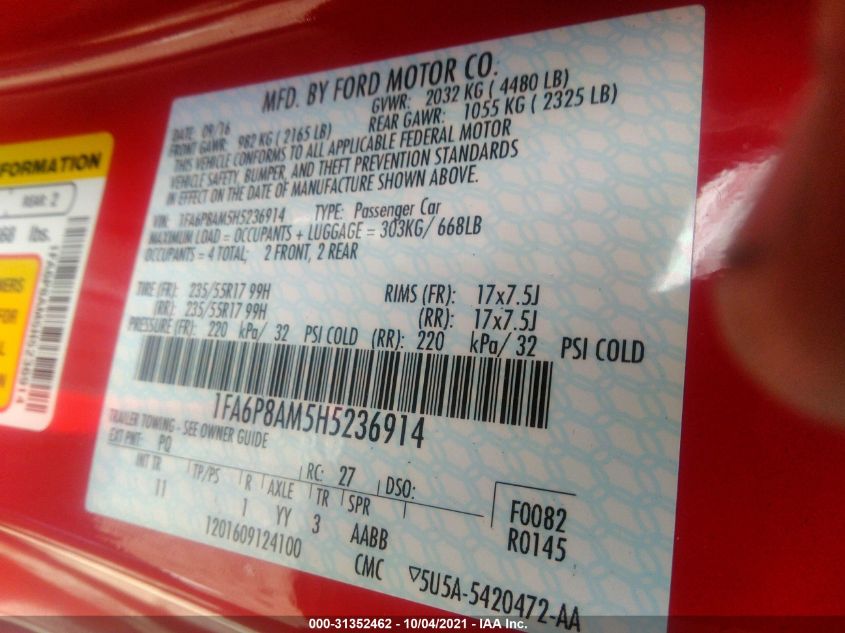 MFD. BY FORD MOTOR CO.
DATE: 09/16 GVWR: 2032 KG ( 4480 LB)
FRONT GAWR: 982 KG ( 2165 LB) REAR GAWR: 1055 KG ( 2325 LB)
THIS VEHICLE CONFORMS TO ALL APPLICABLE FEDERAL MOTOR
VEHICLE SAFETY, BUMPER, AND THEFT PREVENTION STANDARDS
IN EFFECT ON THE DATE OF MANUFACTURE SHOWN ABOVE.
VIN: 1FA6P8AM5H5236914 TYPE: Passenger Car
MAXIMUM LOAD = OCCUPANTS + LUGGAGE = 303KG/ 668LB
OCCUPANTS = 4 TOTAL: 2 FRONT, 2 REAR
TIRE (FR): 235/55R17 99H RIMS (FR): 17x7.5J
(RR): 235/55R17 99H (RR): 17x7.5J
PRESSURE (FR): 220 kPa/ 32 PSI COLD (RR): 220 kPa/ 32 PSI COLD
1FA6P8AM5H5236914
TRAILER TOWING - SEE OWNER GUIDE
EXT PNT: PQ RC: 27 DSO:
INT TR TP/PS R AXLE TR SPR
11 1 YY 3 AABB
F0082
R0145
1201609124100 CMC
▽5U5A-5420472-AA
FORMATION
REAR: 2
lbs.
1FA6P8AM5H5236914
FOR
000-31352462 - 10/04/2021 - IAA Inc.